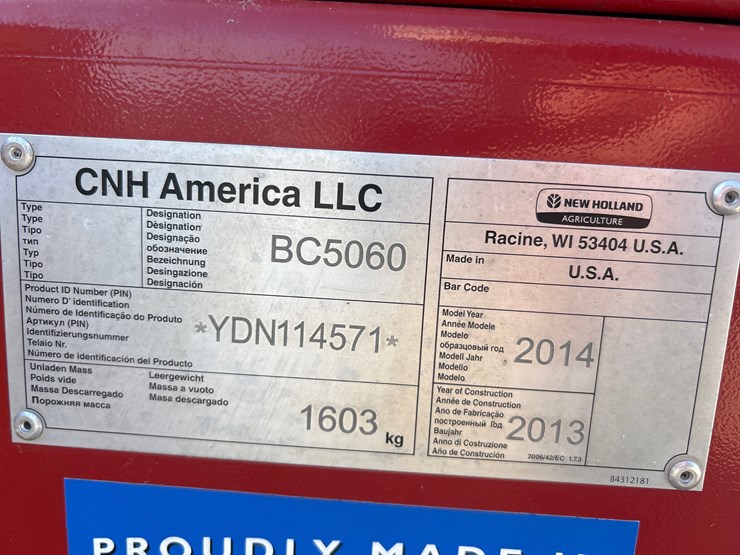 CNH America LLC
Type
Type
Tipo
тип
Typ
Tipo
Tipo
Designation
Dèsignation
Designação
обозначение
Bezeichnung
Desingazione
Designación
BC5060
Product ID Number (PIN)
Numero D' identification
Número de Identificação do Produto
Артикул (PIN)
Identifizierungsnummer
Telaio Nr.
Número de identificación del Producto
*YDN114571*
Unladen Mass
Poids vide
Massa Descarregado
Порожняя масса
Leergewicht
Massa a vuoto
Masa descargado
1603 kg
NEW HOLLAND
AGRICULTURE
Racine, WI 53404 U.S.A.
Made in
U.S.A.
Bar Code
Model Year
Année Modele
Modelo
образцовый год
Modell Jahr
Modello
Modelo
2014
Year of Construction
Année de Construction
Ano de Fabricação
построенный Год
Baujahr
Anno di Costruzione
Año de Construción
2013
2006/42/EC 1.7.3
84312181
PROUDLY MADE